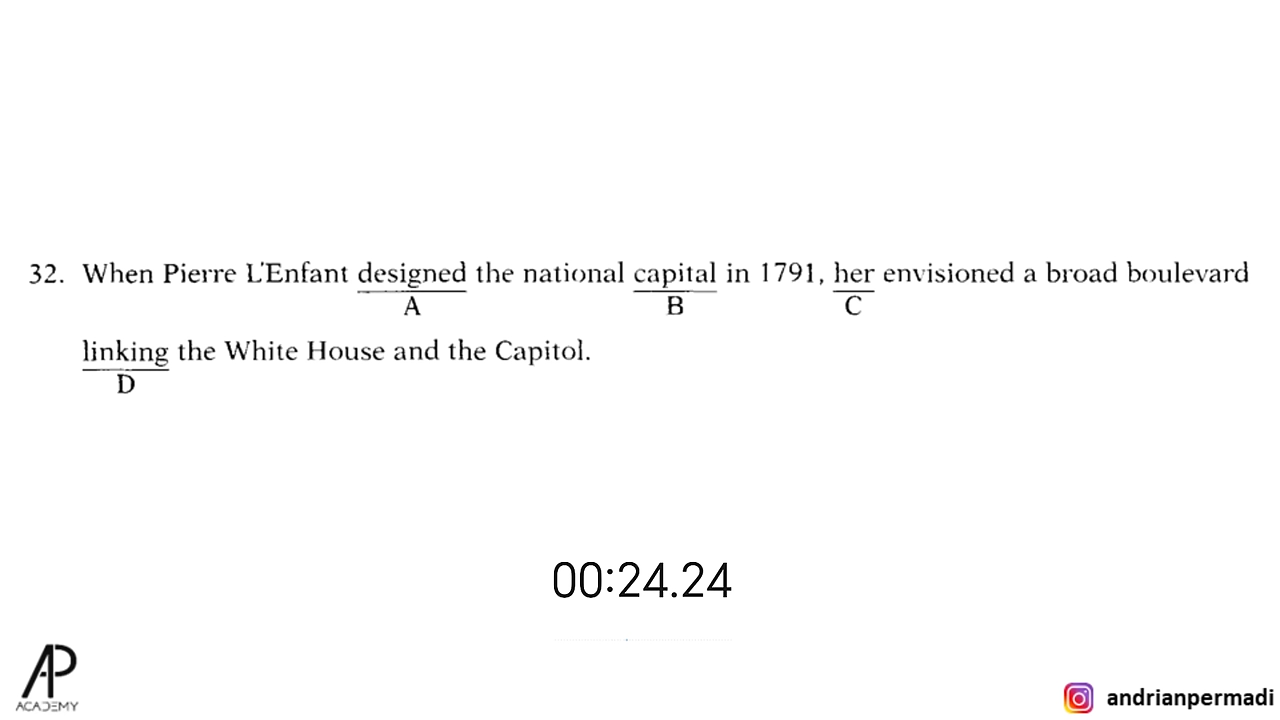 32. When Pierre L'Enfant designed the national capital in 1791, her envisioned a broad boulevard
A B C
linking the White House and the Capitol.
D
00:24.24
AP
ACADEMY
andrianpermadi